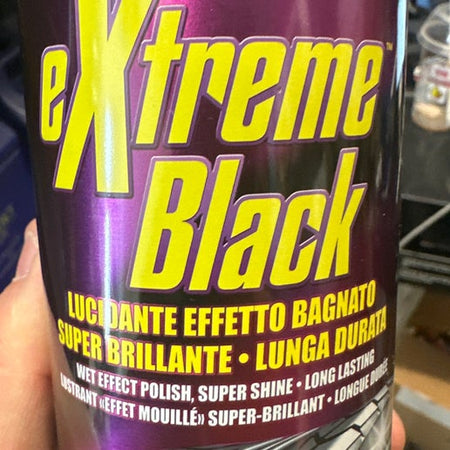 eXtreme™
Black
LUCIDANTE EFFETTO BAGNATO
SUPER BRILLANTE • LUNGA DURATA
WET EFFECT POLISH, SUPER SHINE • LONG LASTING
LUSTRANT «EFFET MOUILLÉ» SUPER-BRILLANT • LONGUE DURÉE